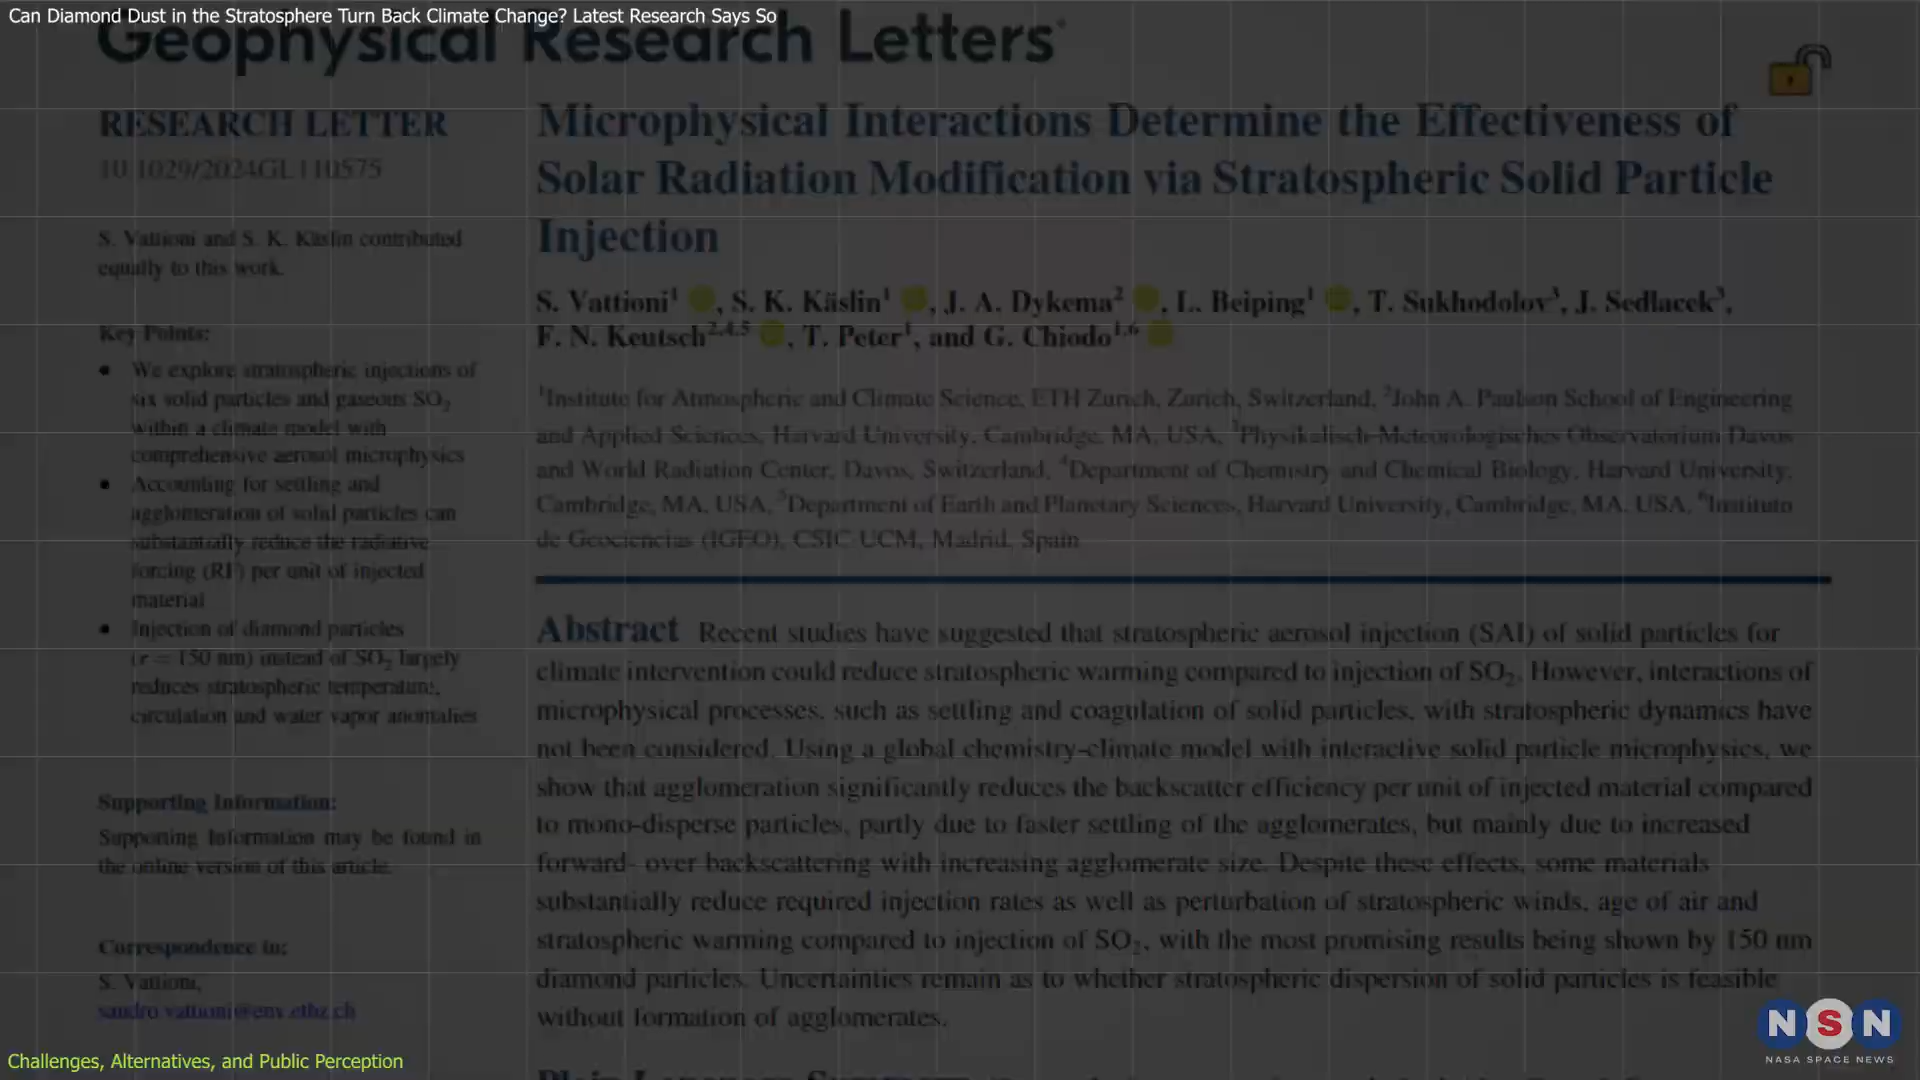 Can Diamond Dust in the Stratosphere Turn Back Climate Change? Latest Research Says So
Geophysical Research Letters
RESEARCH LETTER
10.1029/2024GL110575
S. Vattioni and S. K. Käslin contributed
equally to this work.
Key Points:
• We explore stratospheric injections of
six solid particles and gaseous SO₂
within a climate model with
comprehensive aerosol microphysics
• Accounting for settling and
agglomeration of solid particles can
substantially reduce the radiative
forcing (RF) per unit of injected
material
• Injection of diamond particles
(r = 150 nm) instead of SO₂ largely
reduces stratospheric temperature,
circulation and water vapor anomalies
Supporting Information:
Supporting Information may be found in
the online version of this article.
Correspondence to:
S. Vattioni,
sandro.vattioni@env.ethz.ch
Microphysical Interactions Determine the Effectiveness of
Solar Radiation Modification via Stratospheric Solid Particle
Injection
S. Vattioni¹, S. K. Käslin¹, J. A. Dykema², L. Beiping¹, T. Sukhodolov³, J. Sedlacek³,
F. N. Keutsch²,⁴,⁵, T. Peter¹, and G. Chiodo¹,⁶
¹Institute for Atmospheric and Climate Science, ETH Zurich, Zurich, Switzerland, ²John A. Paulson School of Engineering
and Applied Sciences, Harvard University, Cambridge, MA, USA, ³Physikalisch-Meteorologisches Observatorium Davos
and World Radiation Center, Davos, Switzerland, ⁴Department of Chemistry and Chemical Biology, Harvard University,
Cambridge, MA, USA, ⁵Department of Earth and Planetary Sciences, Harvard University, Cambridge, MA, USA, ⁶Instituto
de Geociencias (IGEO), CSIC-UCM, Madrid, Spain
Abstract Recent studies have suggested that stratospheric aerosol injection (SAI) of solid particles for
climate intervention could reduce stratospheric warming compared to injection of SO₂. However, interactions of
microphysical processes, such as settling and coagulation of solid particles, with stratospheric dynamics have
not been considered. Using a global chemistry-climate model with interactive solid particle microphysics, we
show that agglomeration significantly reduces the backscatter efficiency per unit of injected material compared
to mono-disperse particles, partly due to faster settling of the agglomerates, but mainly due to increased
forward- over backscattering with increasing agglomerate size. Despite these effects, some materials
substantially reduce required injection rates as well as perturbation of stratospheric winds, age of air and
stratospheric warming compared to injection of SO₂, with the most promising results being shown by 150 nm
diamond particles. Uncertainties remain as to whether stratospheric dispersion of solid particles is feasible
without formation of agglomerates.
NSN
NASA SPACE NEWS
Challenges, Alternatives, and Public Perception